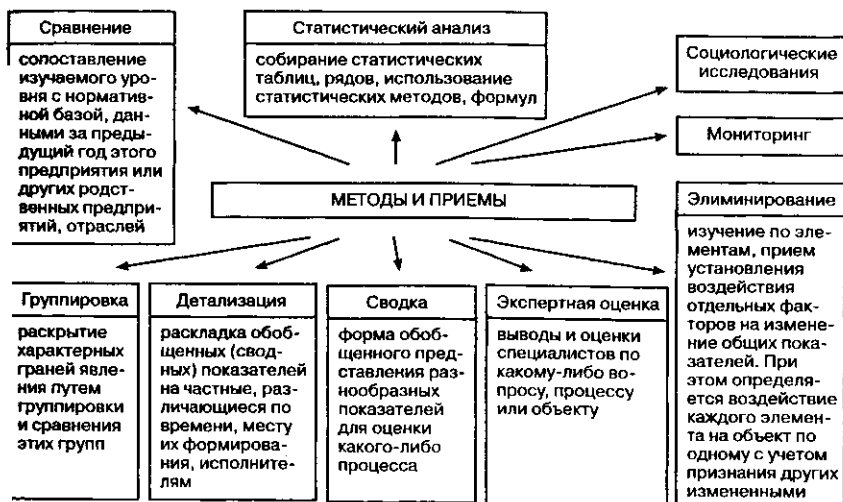 Сравнение
сопоставление
изучаемого уро-
вня с норматив-
ной базой, дан-
ными за преды-
дущий год этого
предприятия или
других родст-
венных предпри-
ятий, отраслей
Статистический анализ
собирание статистических
таблиц, рядов, использование
статистических методов, формул
Социологические
исследования
Мониторинг
МЕТОДЫ И ПРИЕМЫ
Группировка
раскрытие
характерных
граней явле-
ния путем
группировки
и сравнения
этих групп
Детализация
раскладка обоб-
щенных (свод-
ных) показателей
на частные, раз-
личающиеся по
времени, месту
их формирова-
ния, исполните-
лям
Сводка
форма обоб-
щенного пред-
ставления раз-
нообразных
показателей
для оценки
какого-либо
процесса
Экспертная оценка
выводы и оценки
специалистов по
какому-либо во-
просу, процессу
или объекту
Элиминирование
изучение по эле-
ментам, прием
установления
воздействия
отдельных фак-
торов на измене-
ние общих пока-
зателей. При
этом определя-
ется воздействие
каждого элемен-
та на объект по
одному с учетом
признания других
измененными